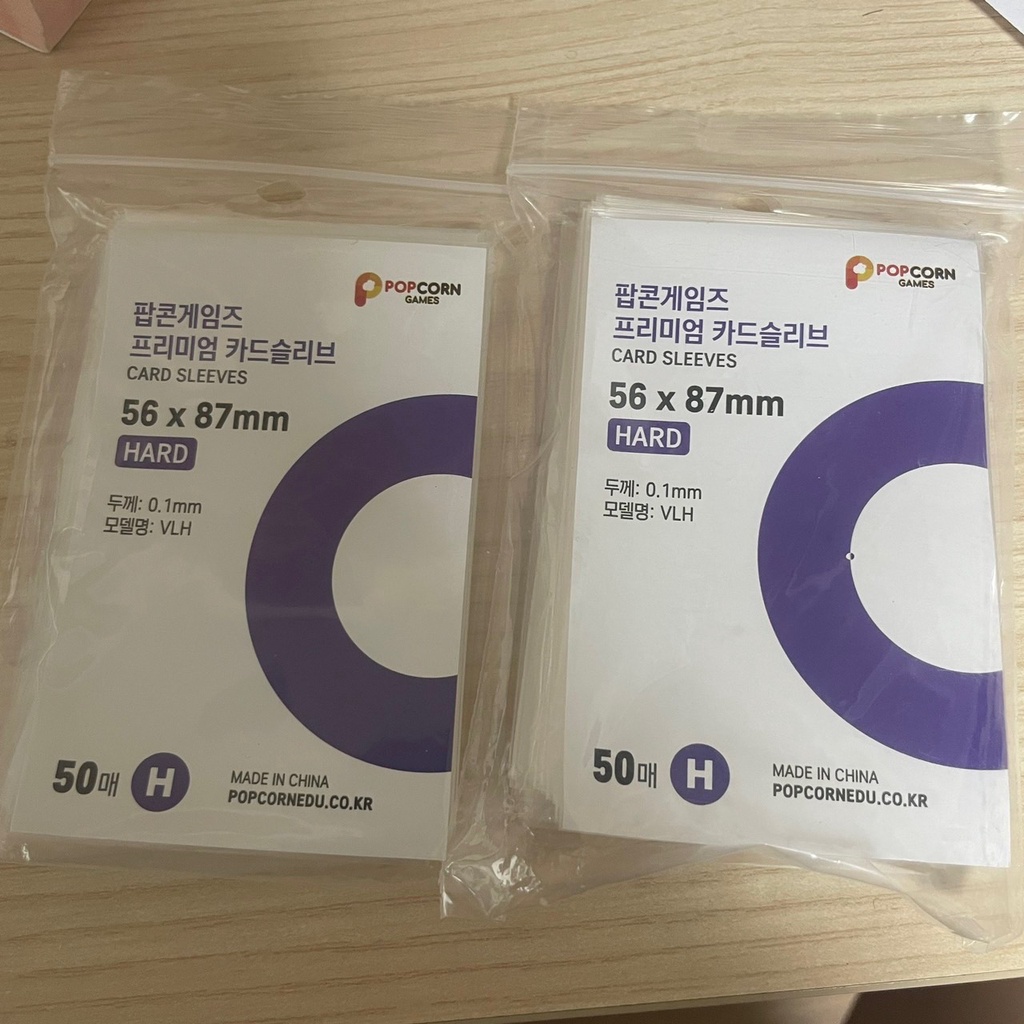 POPCORN
GAMES
팝콘게임즈
프리미엄 카드슬리브
CARD SLEEVES
56 x 87mm
HARD
두께: 0.1mm
모델명: VLH
50매 H
MADE IN CHINA
POPCORNEDU.CO.KR
POPCORN
GAMES
팝콘게임즈
프리미엄 카드슬리브
CARD SLEEVES
56 x 87mm
HARD
두께: 0.1mm
모델명: VLH
50매 H
MADE IN CHINA
POPCORNEDU.CO.KR